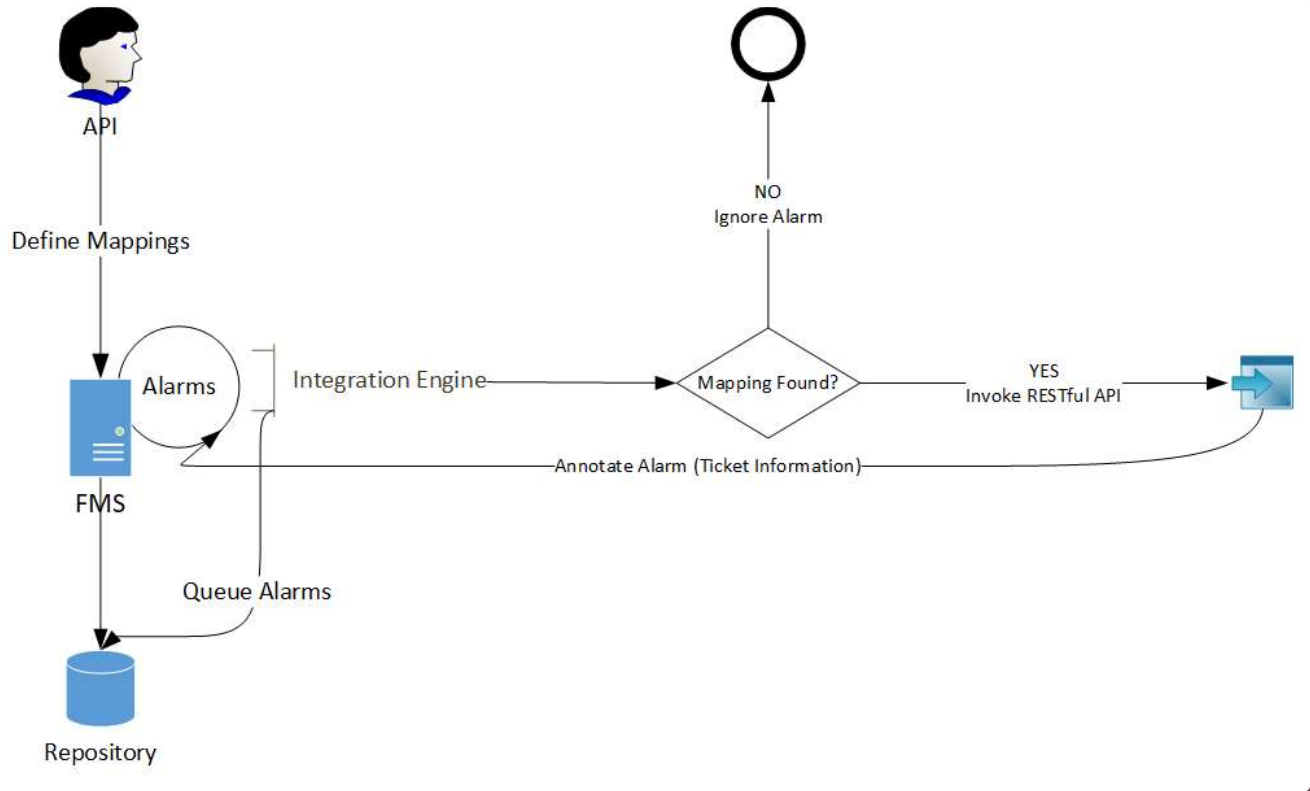 API
Define Mappings
NO
Ignore Alarm
Alarms
Integration Engine
Mapping Found?
YES
Invoke RESTful API
Annotate Alarm (Ticket Information)
FMS
Queue Alarms
Repository